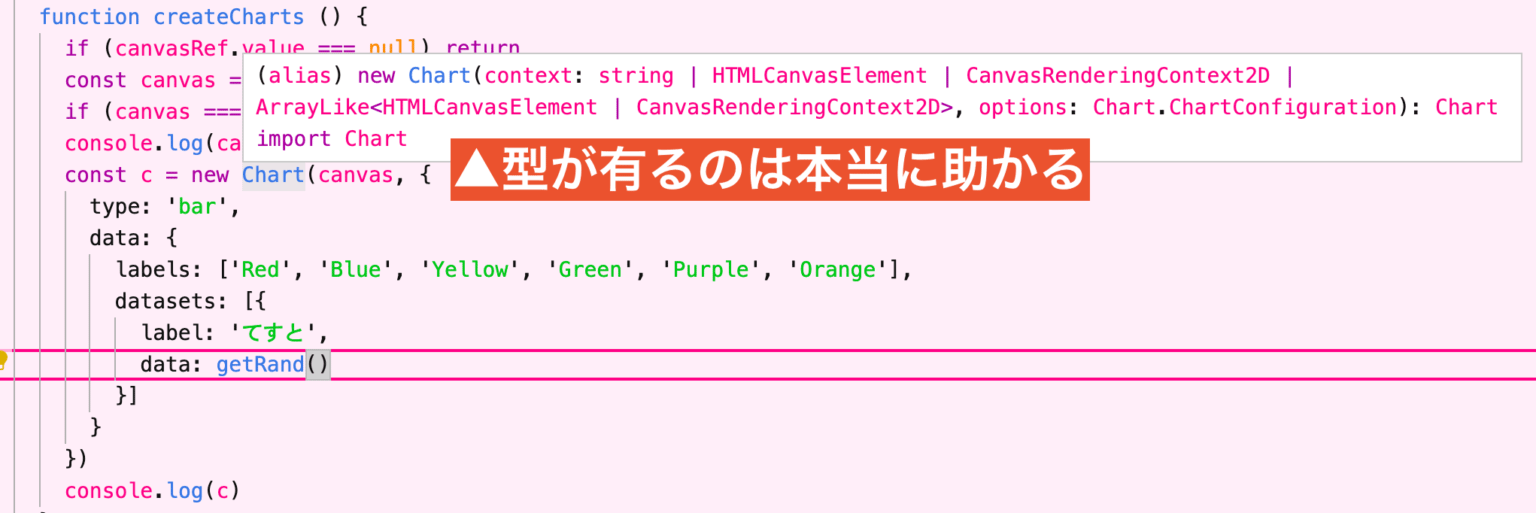 function createCharts () {
if (canvasRef.value === null) return
const canvas =
(alias) new Chart(context: string | HTMLCanvasElement | CanvasRenderingContext2D |
if (canvas ===
ArrayLike<HTMLCanvasElement | CanvasRenderingContext2D>, options: Chart.ChartConfiguration): Chart
console.log(ca
import Chart
▲型が有るのは本当に助かる
const c = new Chart(canvas, {
type: 'bar',
data: {
labels: ['Red', 'Blue', 'Yellow', 'Green', 'Purple', 'Orange'],
datasets: [{
label: 'てすと',
data: getRand()
}]
}
})
console.log(c)